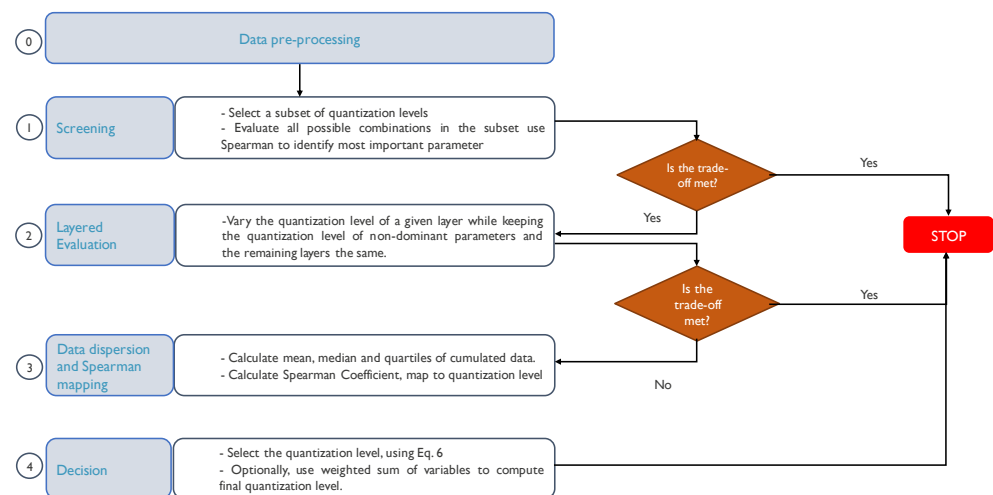 0
Data pre-processing
1
Screening
- Select a subset of quantization levels
- Evaluate all possible combinations in the subset use
Spearman to identify most important parameter
Is the trade-
off met?
Yes
Yes
2
Layered
Evaluation
-Vary the quantization level of a given layer while keeping
the quantization level of non-dominant parameters and
the remaining layers the same.
STOP
Is the
trade-off
met?
Yes
3
Data dispersion
and Spearman
mapping
- Calculate mean, median and quartiles of cumulated data.
- Calculate Spearman Coefficient, map to quantization level
No
4
Decision
- Select the quantization level, using Eq. 6
- Optionally, use weighted sum of variables to compute
final quantization level.